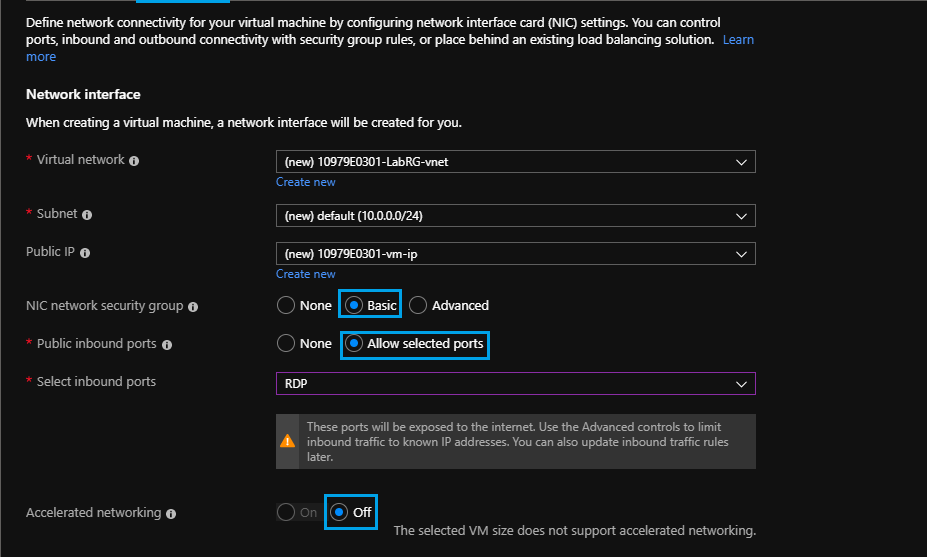 Define network connectivity for your virtual machine by configuring network interface card (NIC) settings. You can control
ports, inbound and outbound connectivity with security group rules, or place behind an existing load balancing solution. Learn
more
Network interface
When creating a virtual machine, a network interface will be created for you.
* Virtual network
(new) 10979E0301-LabRG-vnet
Create new
* Subnet
(new) default (10.0.0.0/24)
Public IP
(new) 10979E0301-vm-ip
Create new
NIC network security group
None Basic Advanced
* Public inbound ports
None Allow selected ports
* Select inbound ports
RDP
These ports will be exposed to the internet. Use the Advanced controls to limit
inbound traffic to known IP addresses. You can also update inbound traffic rules
later.
Accelerated networking
On Off
The selected VM size does not support accelerated networking.